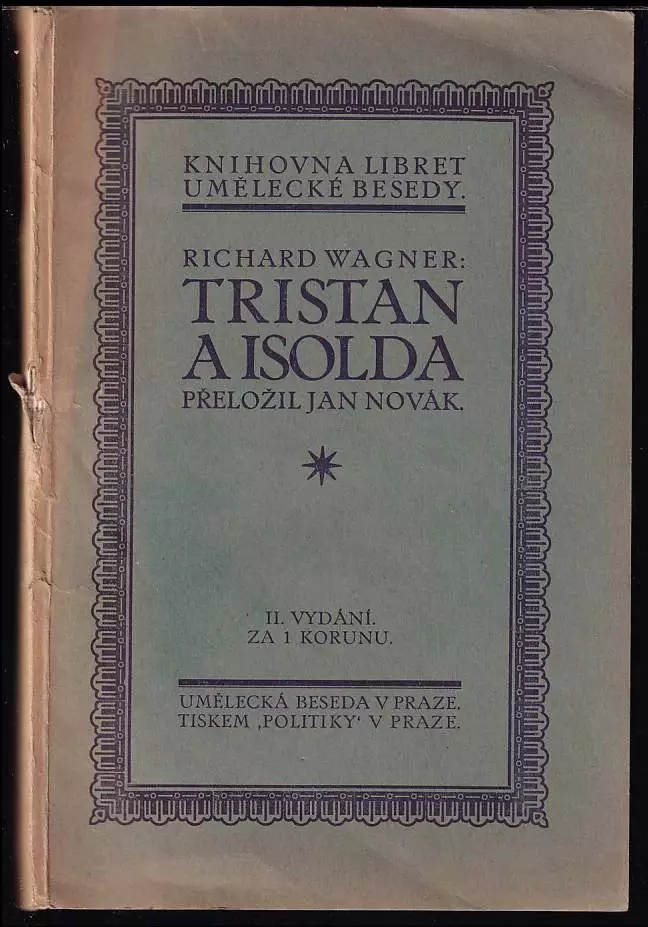 KNIHOVNA LIBRET
UMĚLECKÉ BESEDY.
RICHARD WAGNER:
TRISTAN
A ISOLDA
PŘELOŽIL JAN NOVÁK.
II. VYDÁNÍ.
ZA 1 KORUNU.
UMĚLECKÁ BESEDA V PRAZE.
TISKEM ‚POLITIKY‘ V PRAZE.